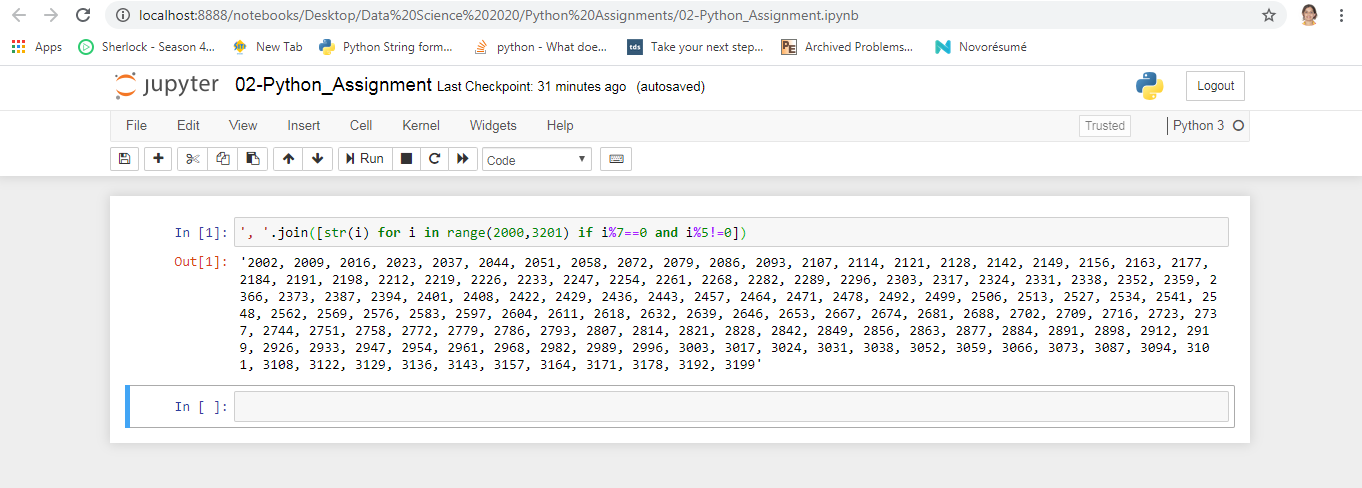 localhost:8888/notebooks/Desktop/Data%20Science%202020/Python%20Assignments/02-Python_Assignment.ipynb
Apps Sherlock - Season 4... New Tab Python String form... python - What doe... tds Take your next step... PE Archived Problems... Novorésumé
jupyter 02-Python_Assignment Last Checkpoint: 31 minutes ago (autosaved) Logout
File Edit View Insert Cell Kernel Widgets Help Trusted Python 3
Run Code
In [1]: ', '.join([str(i) for i in range(2000,3201) if i%7==0 and i%5!=0])
Out[1]: '2002, 2009, 2016, 2023, 2037, 2044, 2051, 2058, 2072, 2079, 2086, 2093, 2107, 2114, 2121, 2128, 2142, 2149, 2156, 2163, 2177,
2184, 2191, 2198, 2212, 2219, 2226, 2233, 2247, 2254, 2261, 2268, 2282, 2289, 2296, 2303, 2317, 2324, 2331, 2338, 2352, 2359, 2
366, 2373, 2387, 2394, 2401, 2408, 2422, 2429, 2436, 2443, 2457, 2464, 2471, 2478, 2492, 2499, 2506, 2513, 2527, 2534, 2541, 25
48, 2562, 2569, 2576, 2583, 2597, 2604, 2611, 2618, 2632, 2639, 2646, 2653, 2667, 2674, 2681, 2688, 2702, 2709, 2716, 2723, 273
7, 2744, 2751, 2758, 2772, 2779, 2786, 2793, 2807, 2814, 2821, 2828, 2842, 2849, 2856, 2863, 2877, 2884, 2891, 2898, 2912, 291
9, 2926, 2933, 2947, 2954, 2961, 2968, 2982, 2989, 2996, 3003, 3017, 3024, 3031, 3038, 3052, 3059, 3066, 3073, 3087, 3094, 310
1, 3108, 3122, 3129, 3136, 3143, 3157, 3164, 3171, 3178, 3192, 3199'
In [ ]: